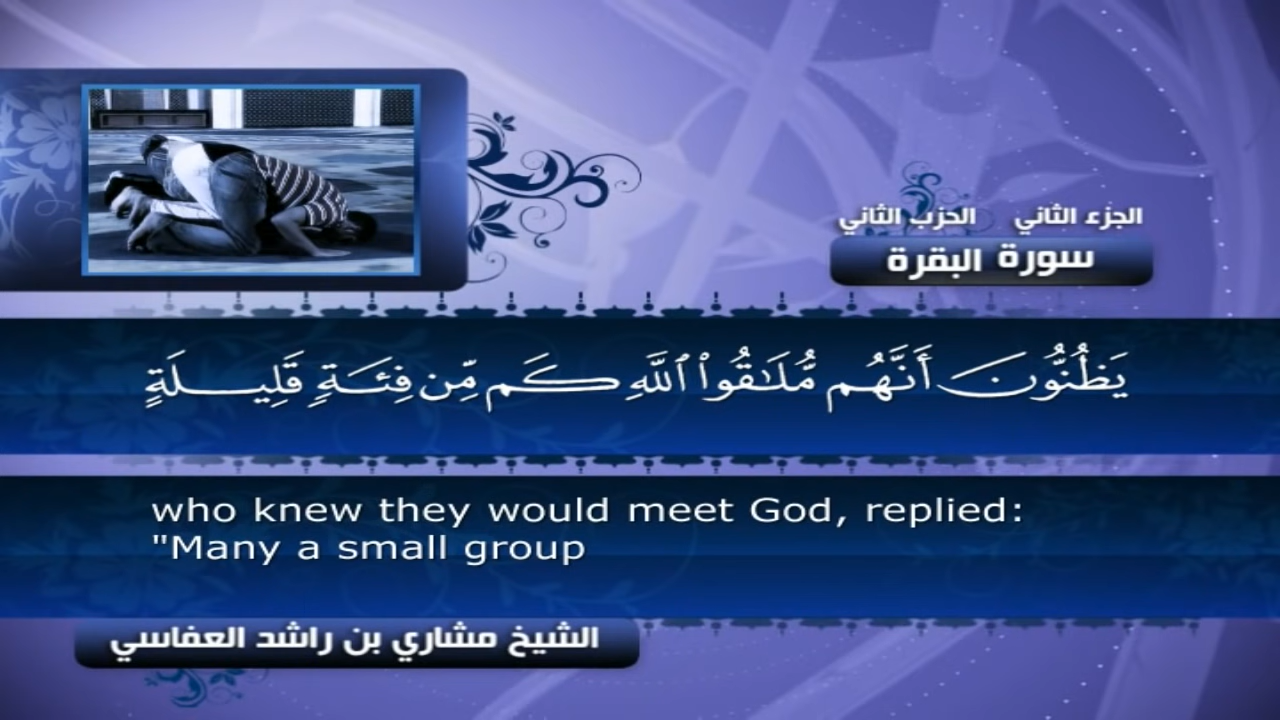 الجزء الثاني الحزب الثاني
سورة البقرة
يَظُنُّونَ أَنَّهُم مُّلَٰقُوا۟ ٱللَّهِ كَم مِّن فِئَةٍ قَلِيلَةٍ
who knew they would meet God, replied:
"Many a small group
الشيخ مشاري بن راشد العفاسي